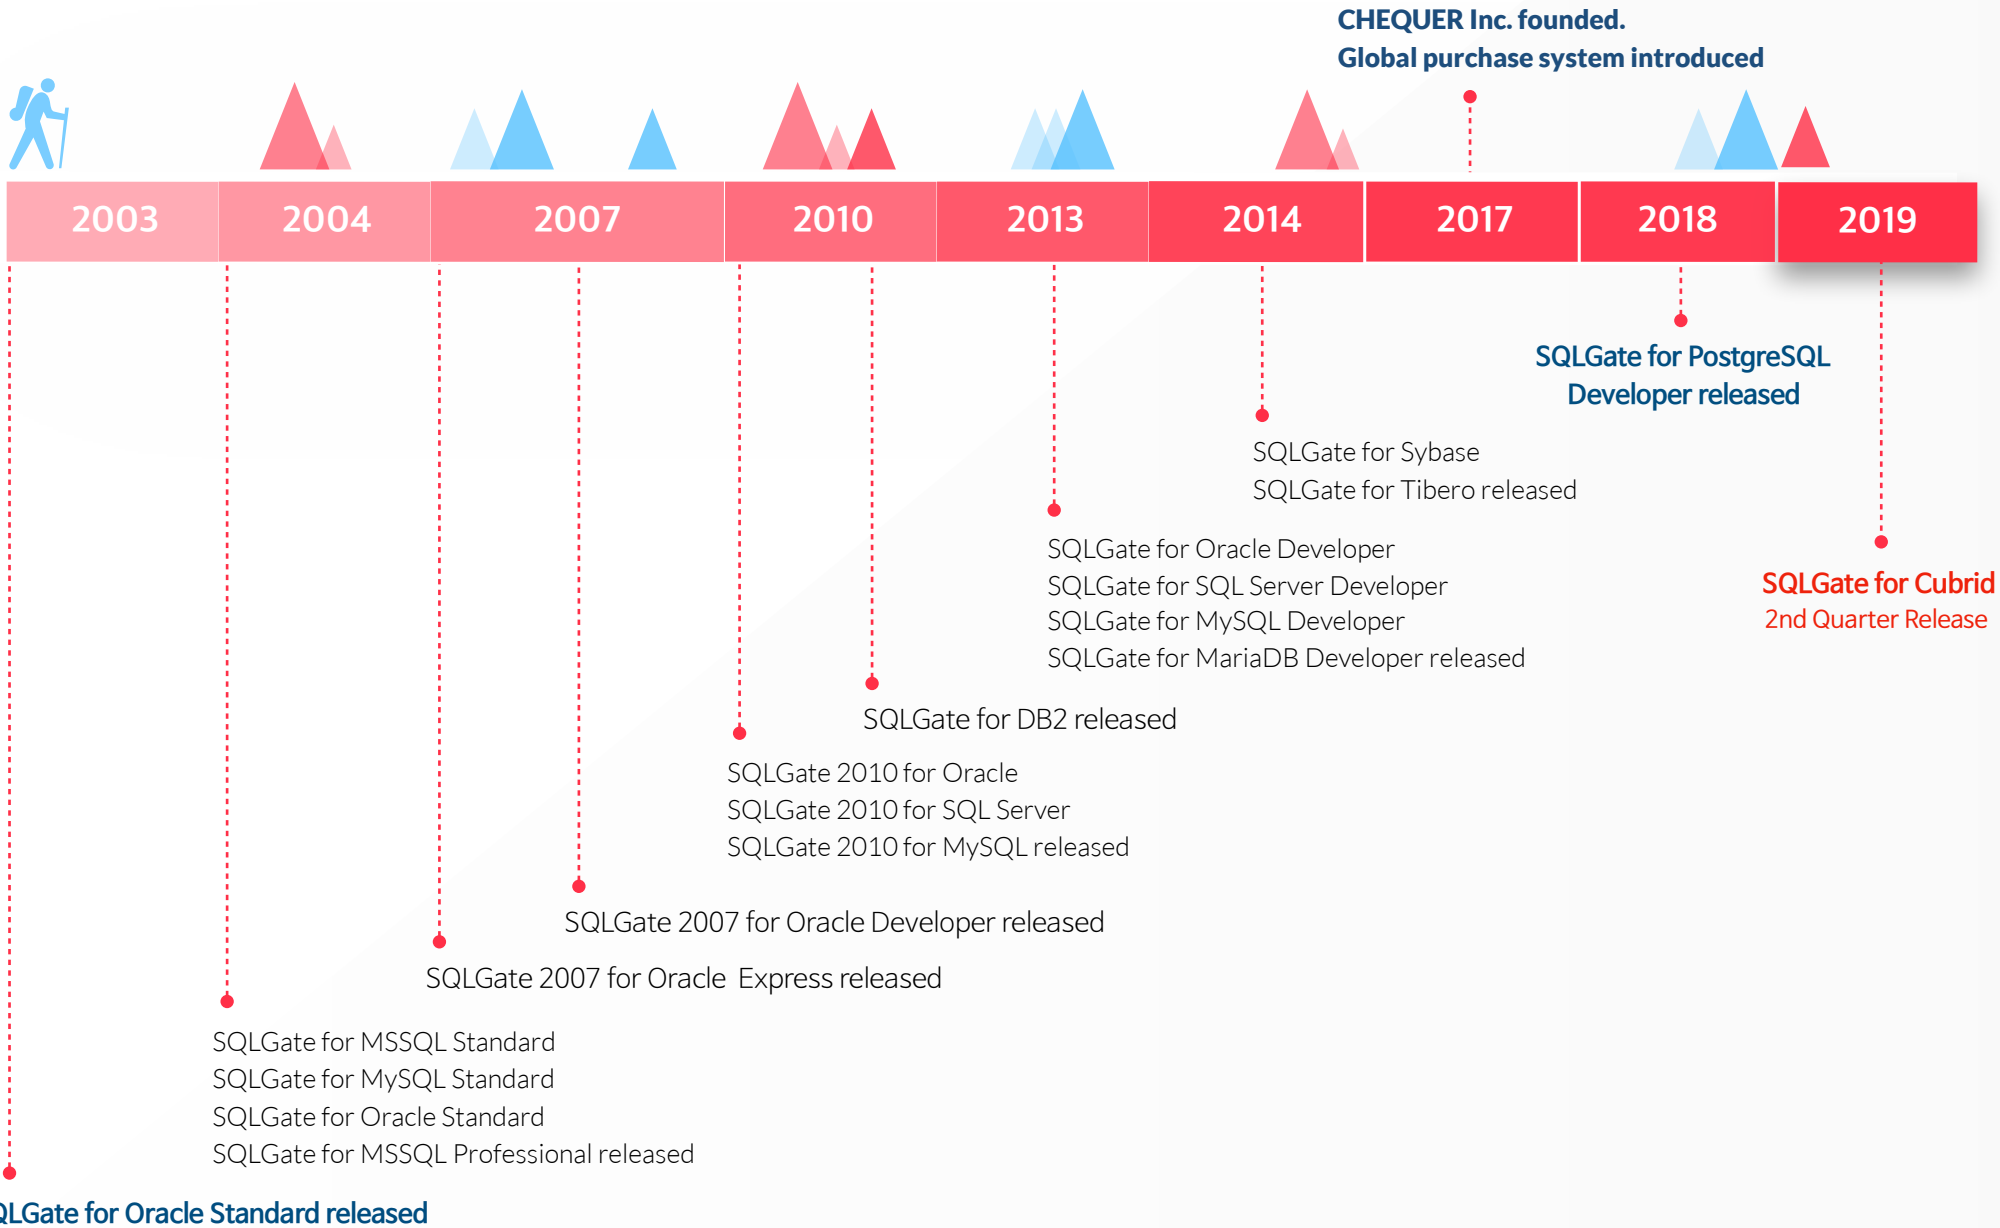 CHEQUER Inc. founded.
Global purchase system introduced
2003 2004 2007 2010 2013 2014 2017 2018 2019
SQLGate for PostgreSQL
Developer released
SQLGate for Sybase
SQLGate for Tibero released
SQLGate for Oracle Developer
SQLGate for SQL Server Developer
SQLGate for MySQL Developer
SQLGate for MariaDB Developer released
SQLGate for Cubrid
2nd Quarter Release
SQLGate for DB2 released
SQLGate 2010 for Oracle
SQLGate 2010 for SQL Server
SQLGate 2010 for MySQL released
SQLGate 2007 for Oracle Developer released
SQLGate 2007 for Oracle Express released
SQLGate for MSSQL Standard
SQLGate for MySQL Standard
SQLGate for Oracle Standard
SQLGate for MSSQL Professional released
QLGate for Oracle Standard released